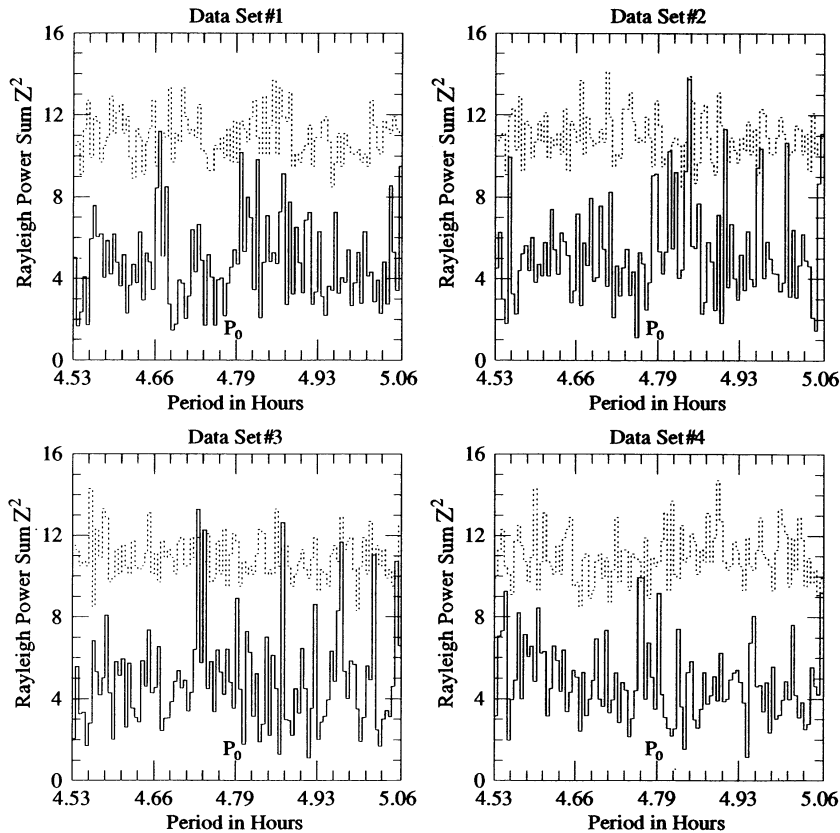 Data Set#1
Rayleigh Power Sum Z²
16
12
8
4
0
P₀
4.53 4.66 4.79 4.93 5.06
Period in Hours
Data Set#2
Rayleigh Power Sum Z²
16
12
8
4
0
P₀
4.53 4.66 4.79 4.93 5.06
Period in Hours
Data Set#3
Rayleigh Power Sum Z²
16
12
8
4
0
P₀
4.53 4.66 4.79 4.93 5.06
Period in Hours
Data Set#4
Rayleigh Power Sum Z²
16
12
8
4
0
P₀
4.53 4.66 4.79 4.93 5.06
Period in Hours